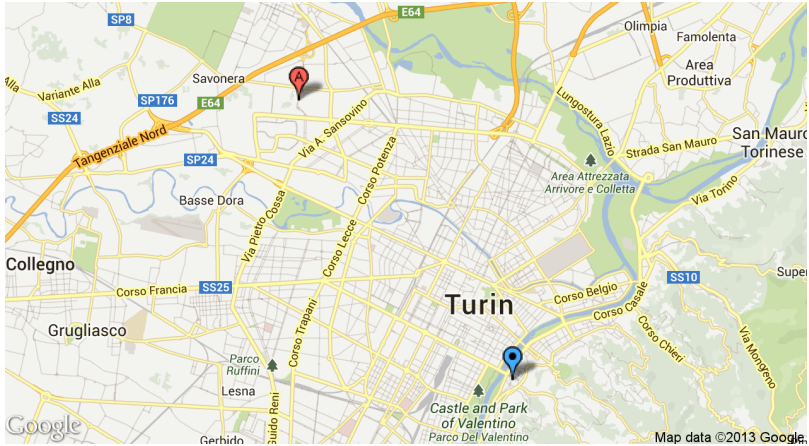 SP8
E64
Olimpia
Famolenta
Savonera
A
Area
Produttiva
Alla
Variante Alla
SP176
E64
SS24
Tangenziale Nord
SP24
Via A. Sansovino
Lungostura Lazio
San Mauro
Torinese
Strada San Mauro
Corso Potenza
Area Attrezzata
Arrivore e Colletta
Via Torino
Basse Dora
Via Pietro Cossa
Corso Lecce
Collegno
SS25
Corso Francia
SS10
Super
Corso Belgio
Corso Casale
Turin
Grugliasco
Corso Trapani
Corso Chieri
Via Mongreno
Parco
Ruffini
Lesna
Guido Reni
Castle and Park
of Valentino
Parco Del Valentino
Gerbido
Google
Map data ©2013 Google